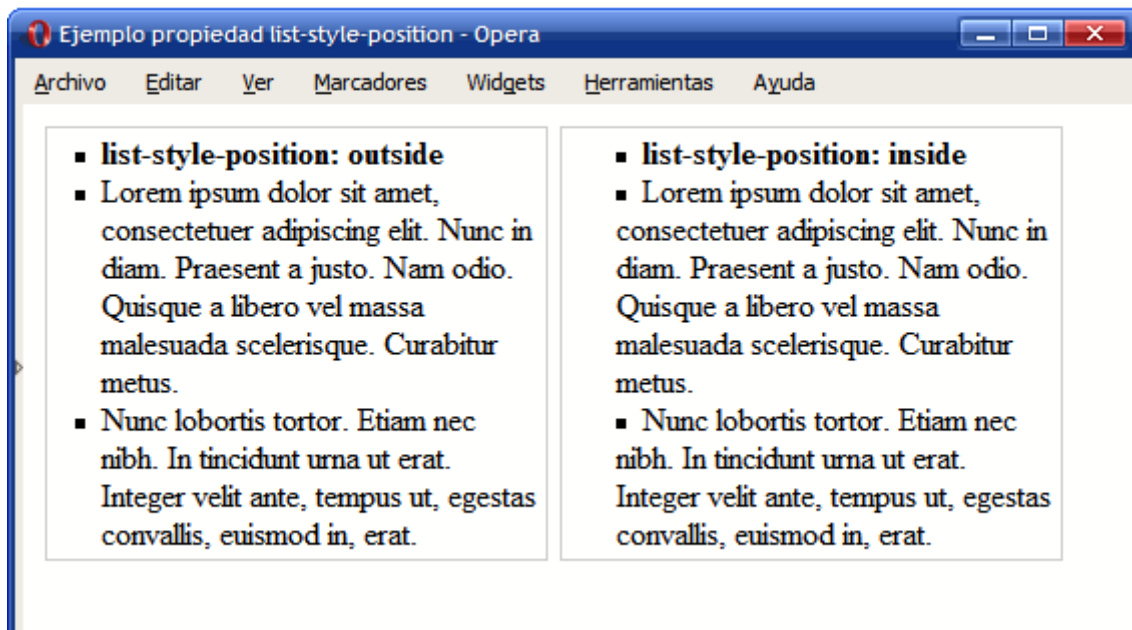 Ejemplo propiedad list-style-position - Opera
Archivo Editar Ver Marcadores Widgets Herramientas Ayuda
list-style-position: outside
Lorem ipsum dolor sit amet,
consectetuer adipiscing elit. Nunc in
diam. Praesent a justo. Nam odio.
Quisque a libero vel massa
malesuada scelerisque. Curabitur
metus.
Nunc lobortis tortor. Etiam nec
nibh. In tincidunt urna ut erat.
Integer velit ante, tempus ut, egestas
convallis, euismod in, erat.
list-style-position: inside
Lorem ipsum dolor sit amet,
consectetuer adipiscing elit. Nunc in
diam. Praesent a justo. Nam odio.
Quisque a libero vel massa
malesuada scelerisque. Curabitur
metus.
Nunc lobortis tortor. Etiam nec
nibh. In tincidunt urna ut erat.
Integer velit ante, tempus ut, egestas
convallis, euismod in, erat.